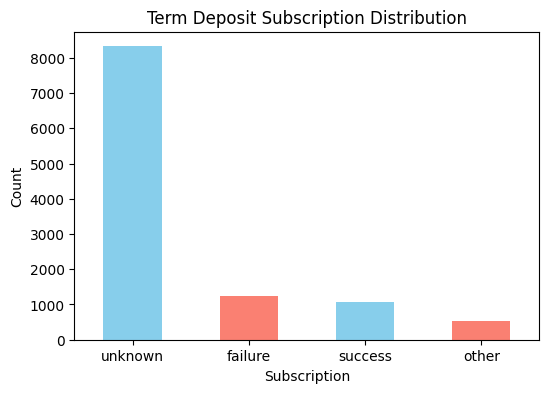 Term Deposit Subscription Distribution
8000
7000
6000
5000
4000
3000
2000
1000
0
Count
unknown failure success other
Subscription